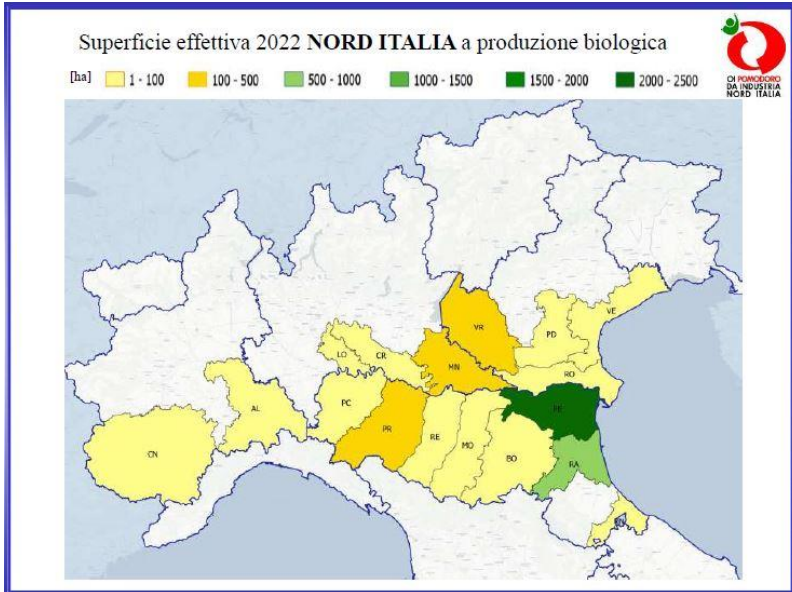 Superficie effettiva 2022 NORD ITALIA a produzione biologica
[ha] 1 - 100 100 - 500 500 - 1000 1000 - 1500 1500 - 2000 2000 - 2500
OI POMODORO
DA INDUSTRIA
NORD ITALIA
VR
VE
PD
LO
CR
MN
RO
AL
PC
FE
PR
RE
MO
BO
CN
RA
RN